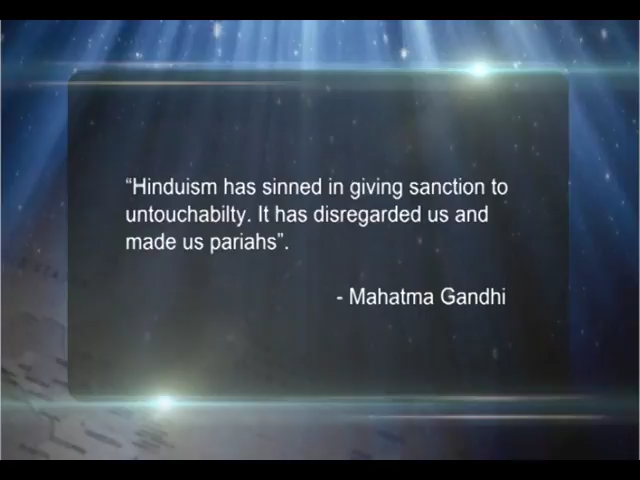 “Hinduism has sinned in giving sanction to
untouchabilty. It has disregarded us and
made us pariahs”.
- Mahatma Gandhi